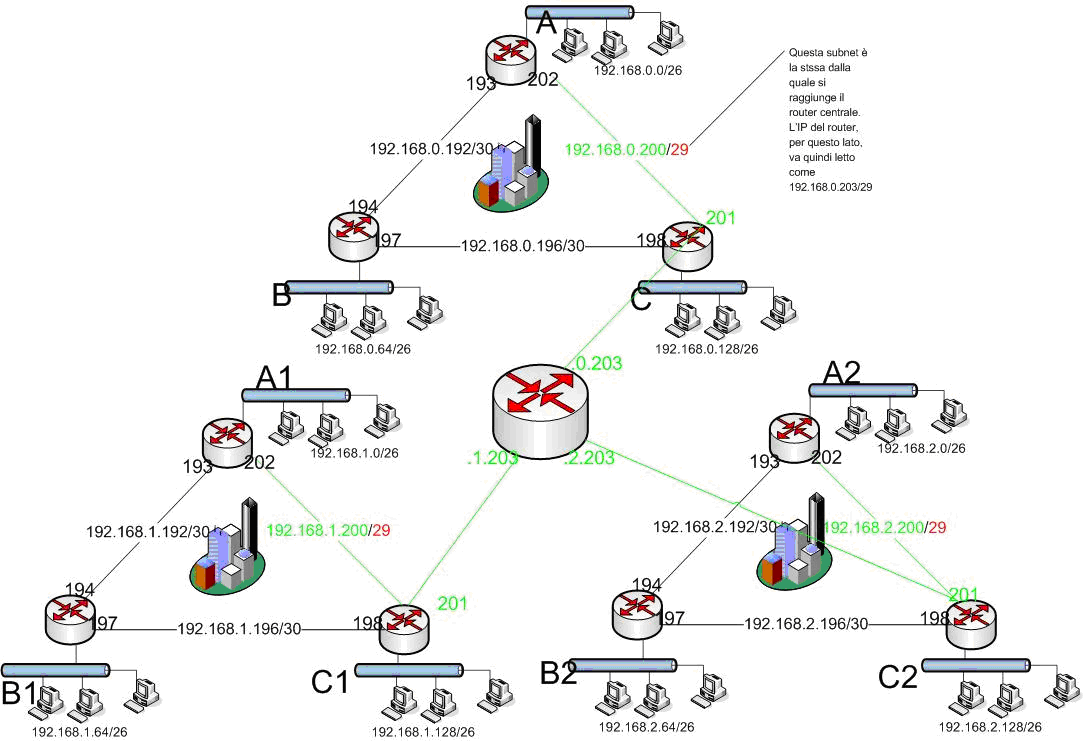 A
192.168.0.0/26
193
202
Questa subnet è
la stssa dalla
quale si
raggiunge il
router centrale.
L'IP del router,
per questo lato,
va quindi letto
come
192.168.0.203/29
192.168.0.192/30
192.168.0.200/29
194
201
197
192.168.0.196/30
198
B
C
192.168.0.64/26
192.168.0.128/26
.0.203
.1.203
.2.203
A1
192.168.1.0/26
193
202
192.168.1.192/30
192.168.1.200/29
194
201
197
192.168.1.196/30
198
B1
C1
192.168.1.64/26
192.168.1.128/26
A2
192.168.2.0/26
193
202
192.168.2.192/30
192.168.2.200/29
194
201
197
192.168.2.196/30
198
B2
C2
192.168.2.64/26
192.168.2.128/26